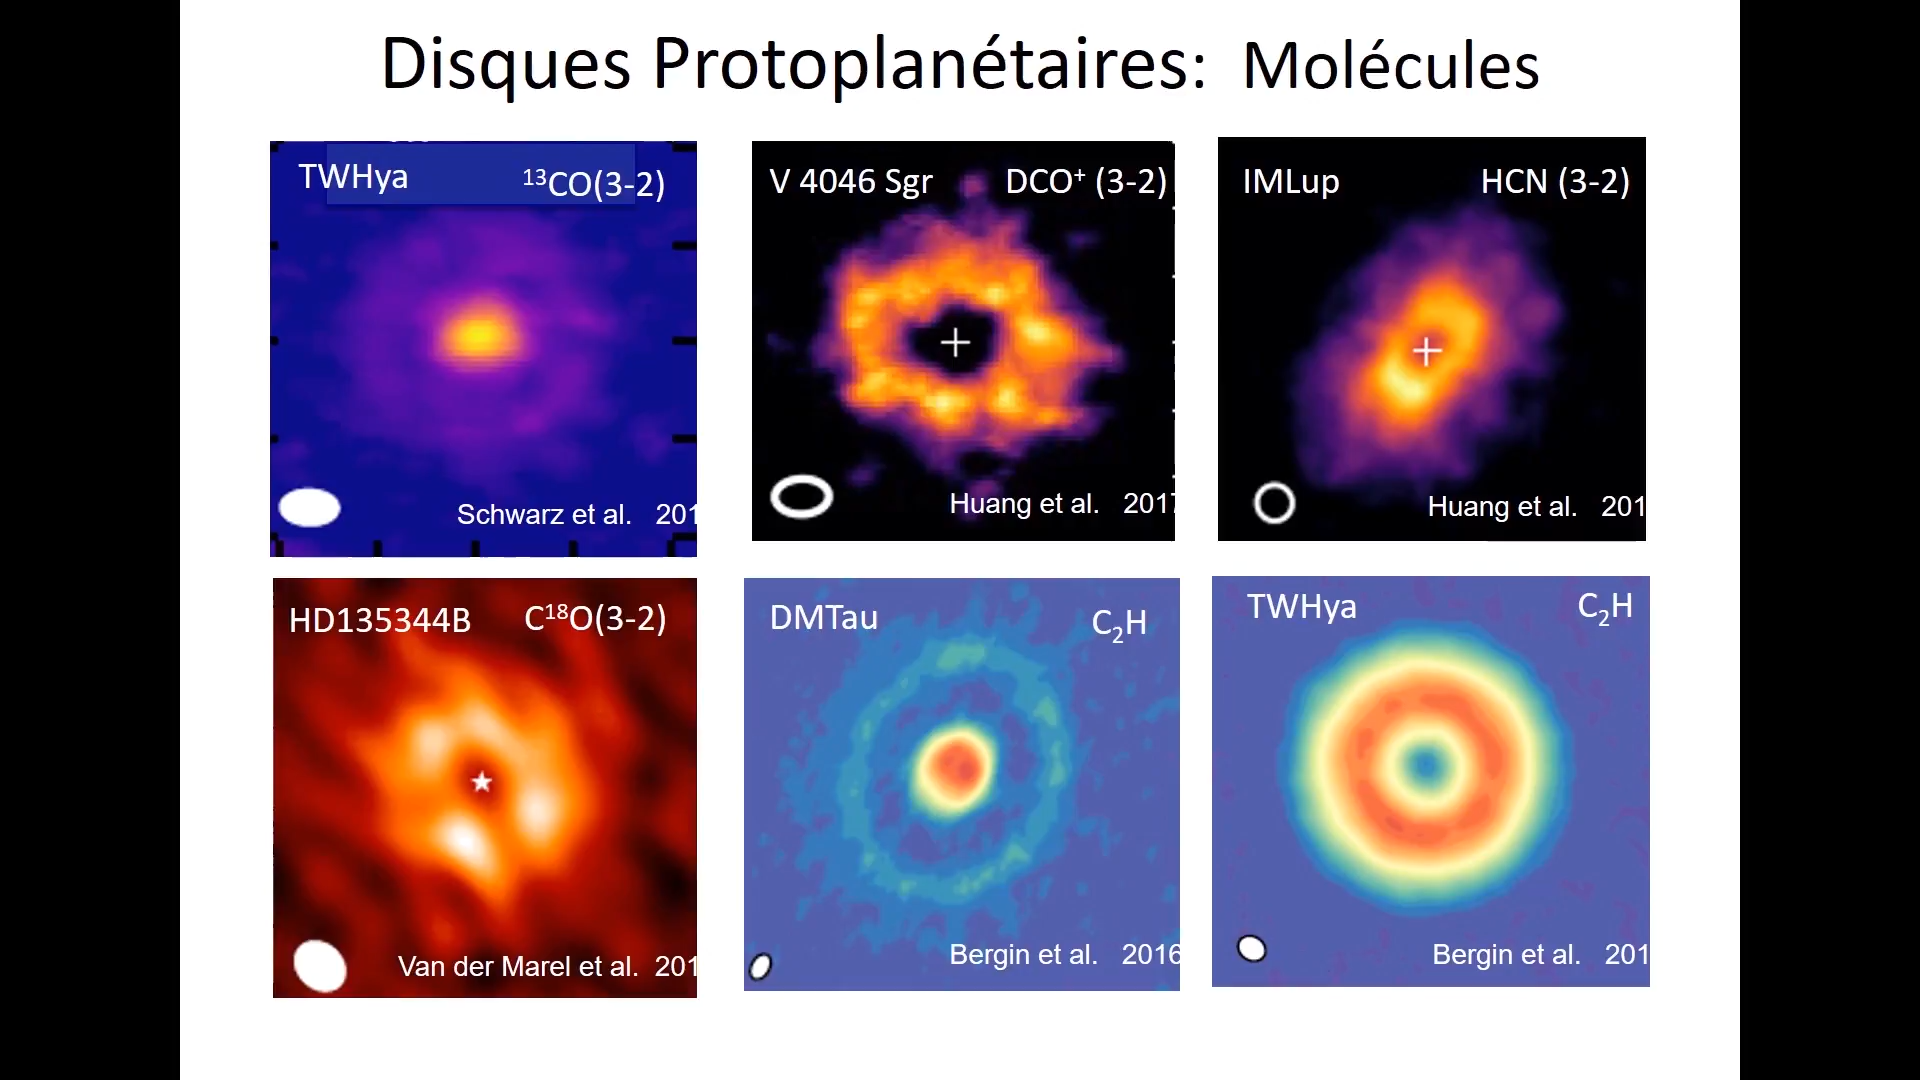 Disques Protoplanétaires: Molécules
TWHya ¹³CO(3-2)
Schwarz et al. 201
V 4046 Sgr DCO⁺ (3-2)
Huang et al. 2017
IMLup HCN (3-2)
Huang et al. 201
HD135344B C¹⁸O(3-2)
Van der Marel et al. 201
DMTau C₂H
Bergin et al. 2016
TWHya C₂H
Bergin et al. 201